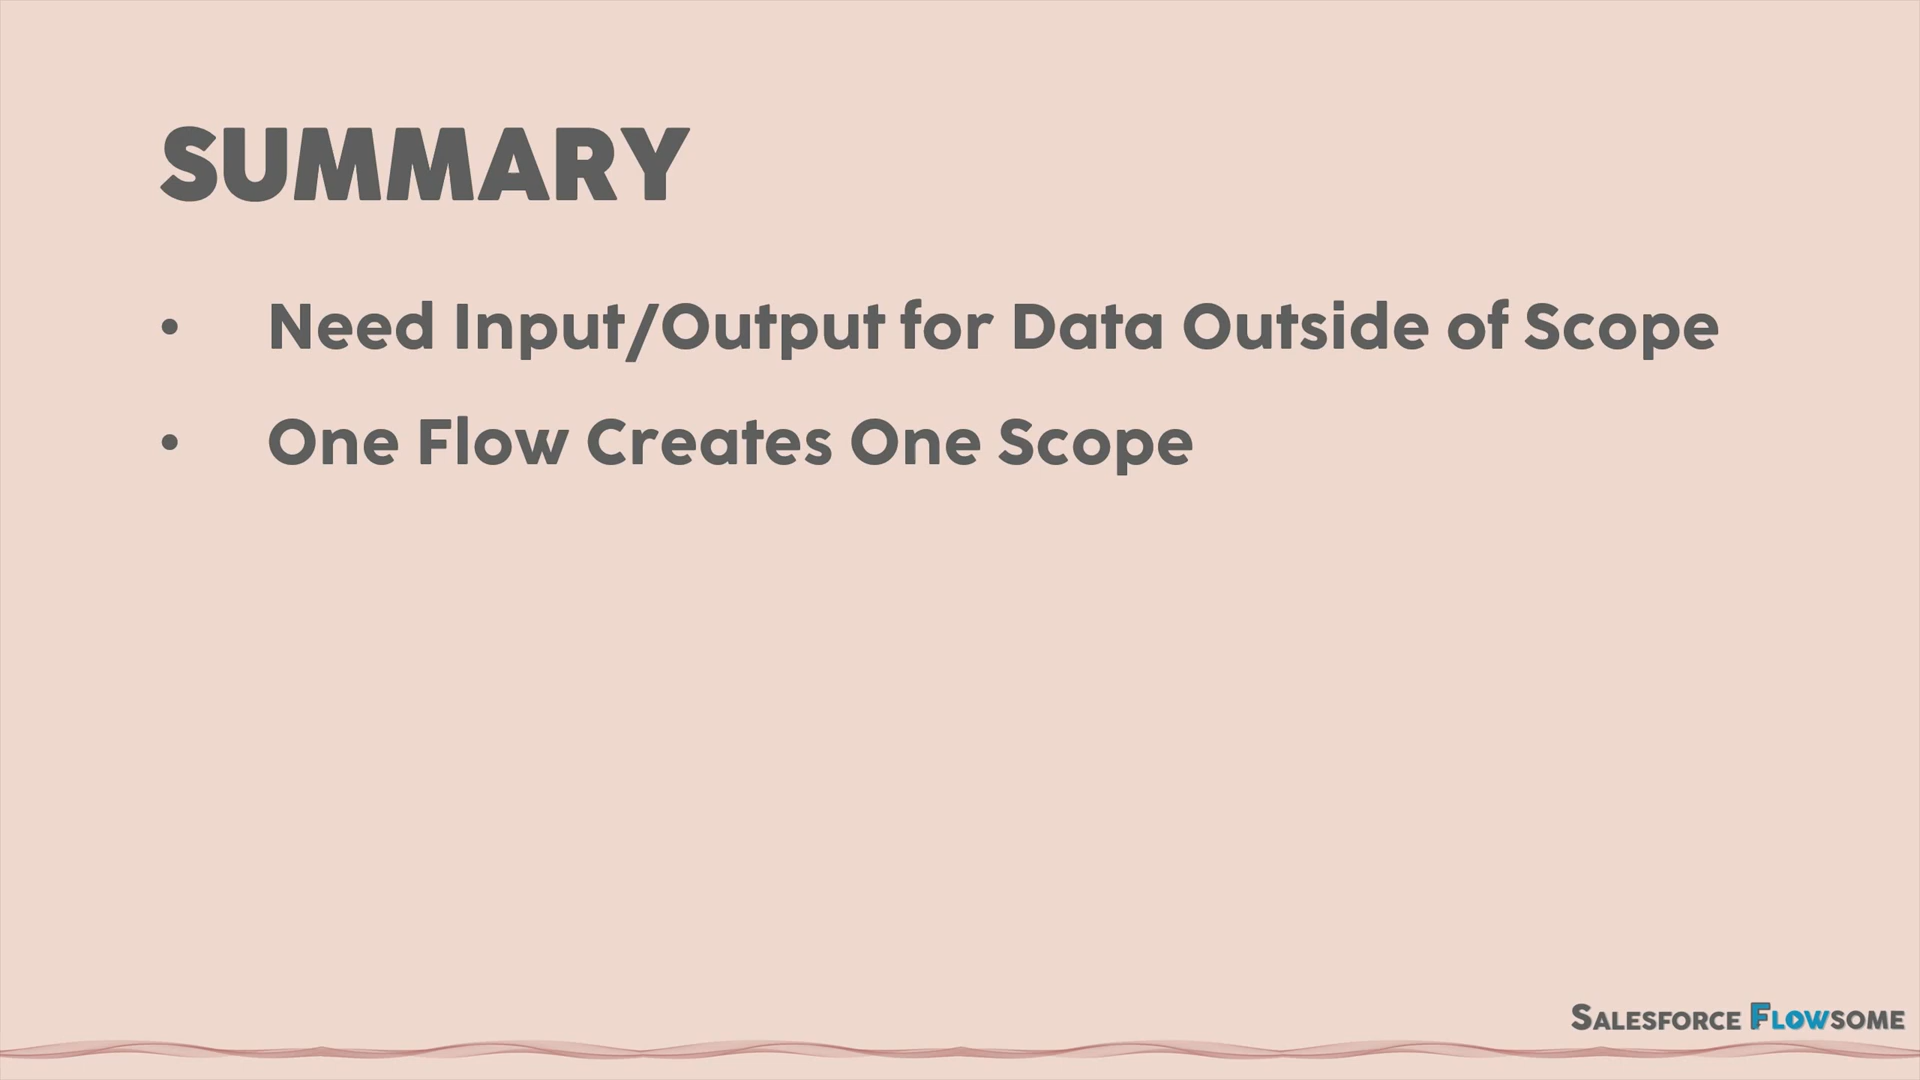 SUMMARY
• Need Input/Output for Data Outside of Scope
• One Flow Creates One Scope
SALESFORCE FLOWSOME